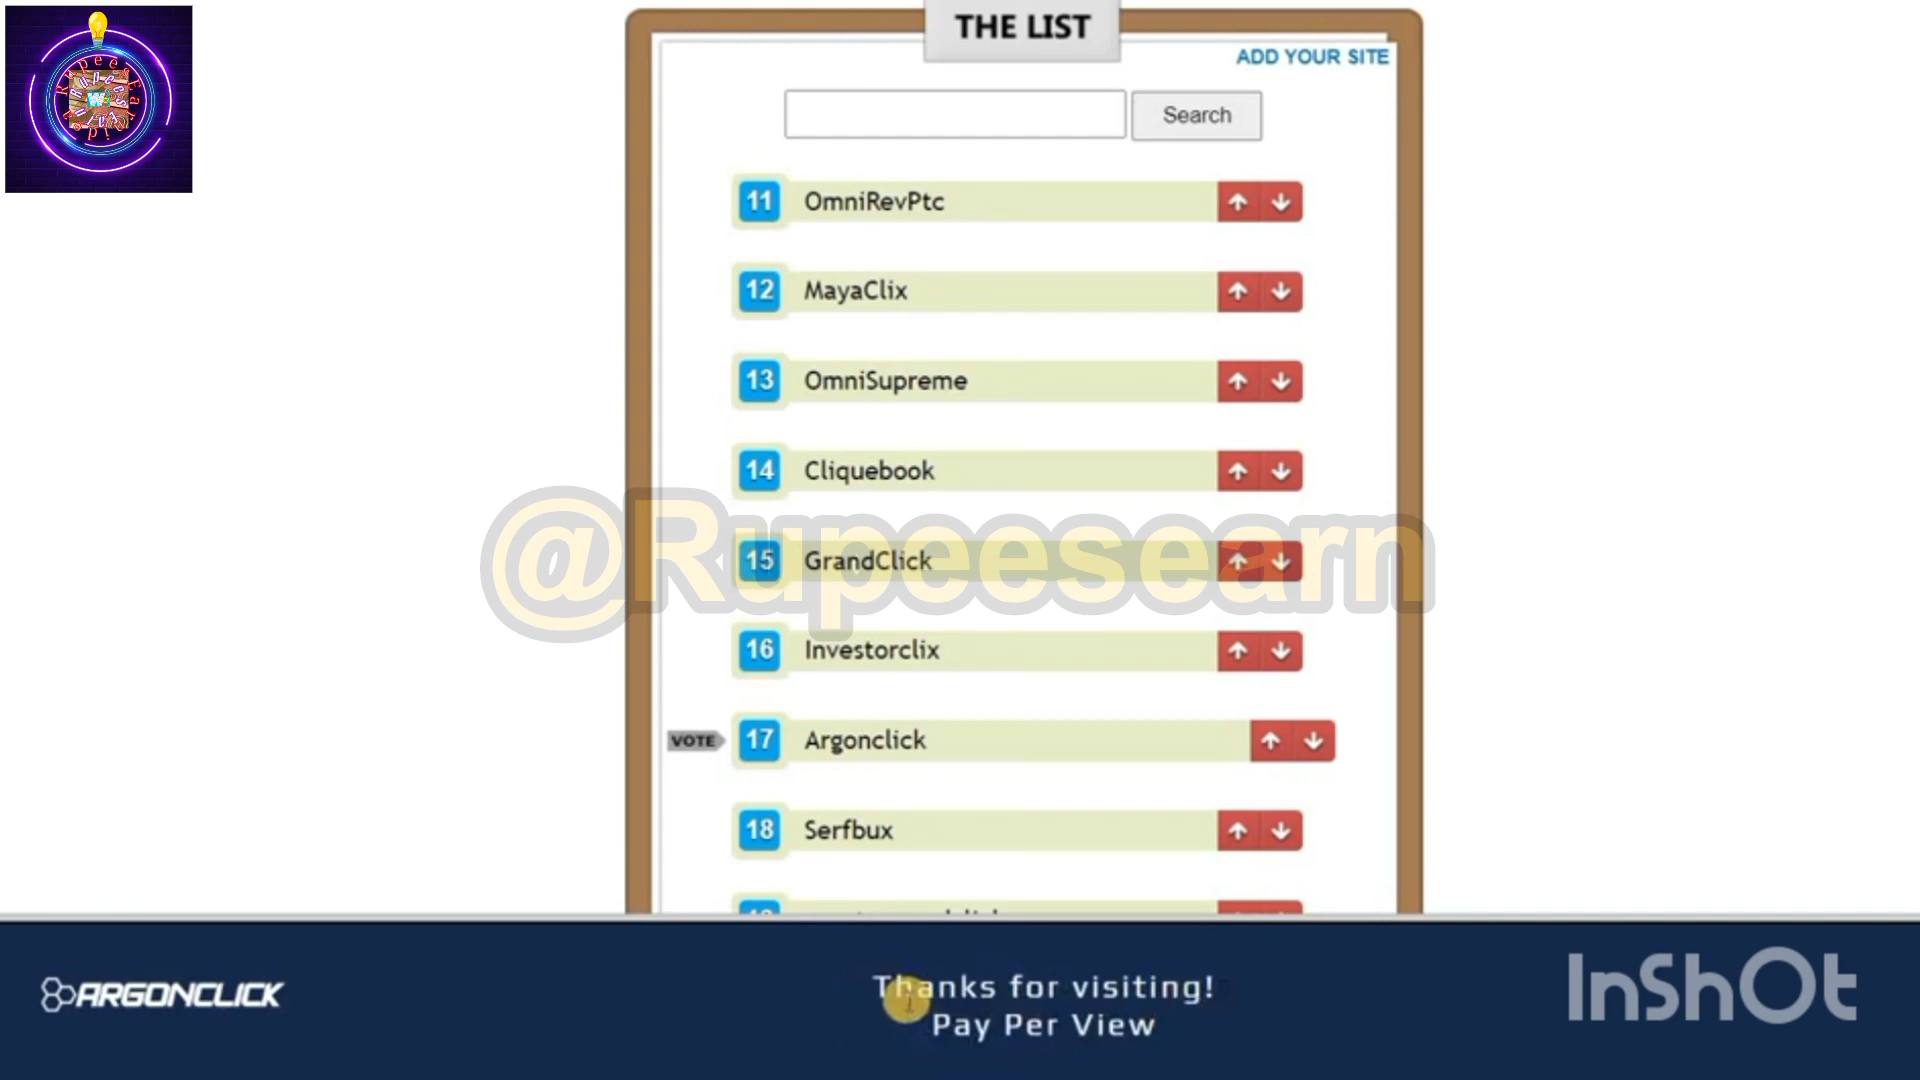 THE LIST
ADD YOUR SITE
Search
11 OmniRevPtc
12 MayaClix
13 OmniSupreme
14 Cliquebook
@Rupeesearn
15 GrandClick
16 Investorclix
VOTE 17 Argonclick
18 Serfbux
ARGONCLICK
Thanks for visiting!
Pay Per View
InShOt